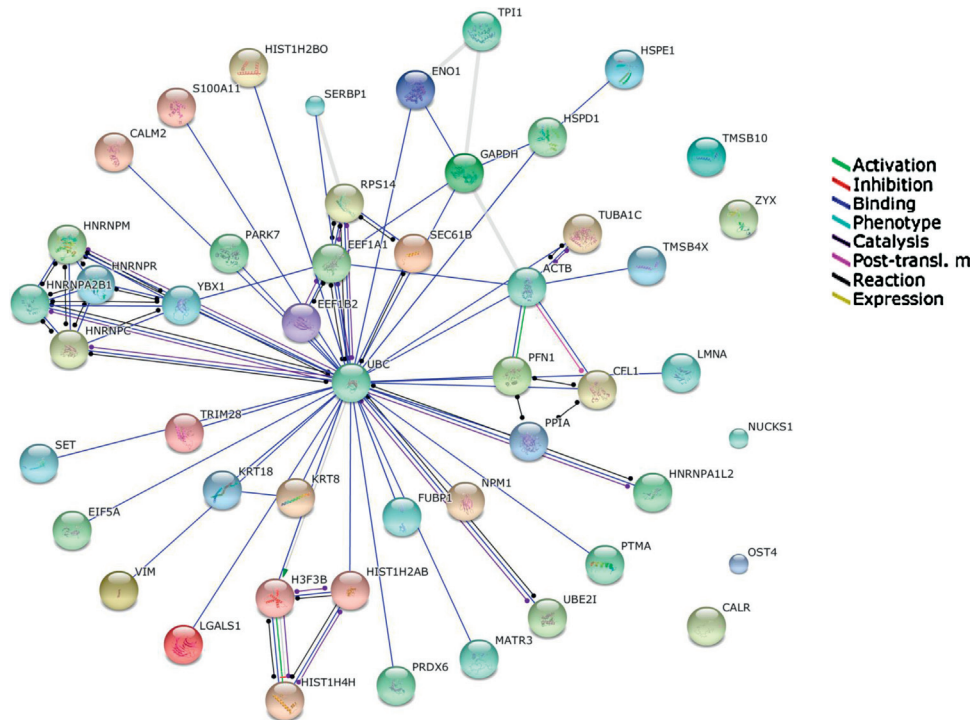 TPI1
HIST1H2BO
HSPE1
ENO1
S100A11
SERBP1
HSPD1
CALM2
TMSB10
GAPDH
Activation
RPS14
Inhibition
ZYX
Binding
TUBA1C
HNRNPM
PARK7
SEC61B
Phenotype
EEF1A1
TMSB4X
Catalysis
HNRNPR
ACTB
Post-transl. m
HNRNPA2B1
YBX1
Reaction
EEF1B2
Expression
HNRNPC
UBC
PFN1
LMNA
CFL1
TRIM28
PPIA
NUCKS1
SET
KRT18
KRT8
NPM1
HNRNPA1L2
FUBP1
EIF5A
PTMA
OST4
VIM
H3F3B
HIST1H2AB
UBE2I
CALR
LGALS1
MATR3
PRDX6
HIST1H4H